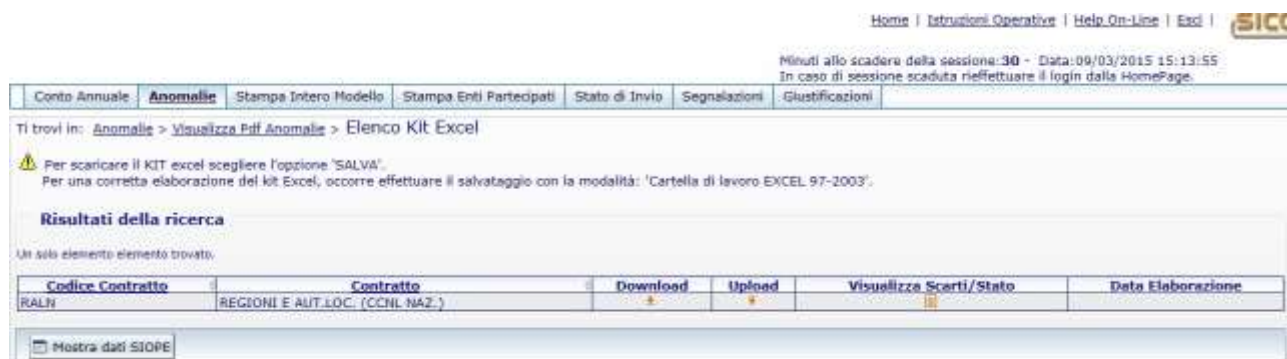 Home | Istruzioni Operative | Help On-Line | Esci |
Minuti allo scadere della sessione:30 - Data:09/03/2015 15:13:55
In caso di sessione scaduta rieffettuare il login dalla HomePage.
Conto Annuale Anomalie Stampa Intero Modello Stampa Enti Partecipati Stato di Invio Segnalazioni Giustificazioni
Ti trovi in: Anomalie > Visualizza Pdf Anomalie > Elenco Kit Excel
Per scaricare il KIT excel scegliere l'opzione 'SALVA'.
Per una corretta elaborazione del kit Excel, occorre effettuare il salvataggio con la modalità: 'Cartella di lavoro EXCEL 97-2003'.
Risultati della ricerca
Un solo elemento elemento trovato.
Codice Contratto Contratto Download Upload Visualizza Scarti/Stato Data Elaborazione
RALN REGIONI E AUT.LOC. (CCNL NAZ.)
Mostra dati SIOPE